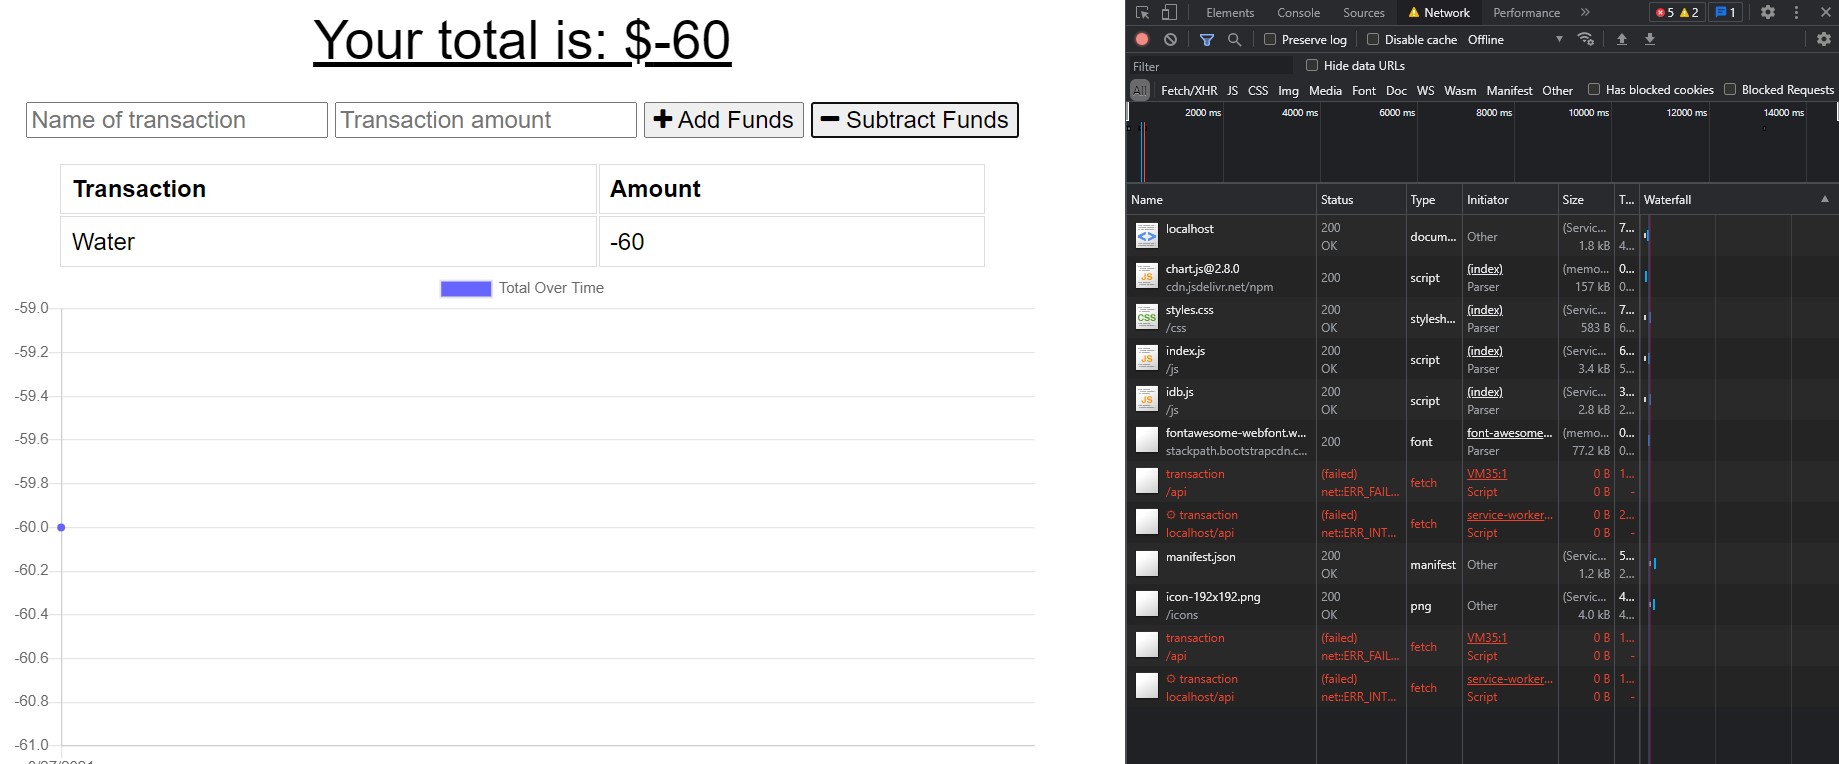 Your total is: $-60
Name of transaction
Transaction amount
Add Funds
Subtract Funds
Transaction Amount
Water -60
Total Over Time
-59.0
-59.2
-59.4
-59.6
-59.8
-60.0
-60.2
-60.4
-60.6
-60.8
-61.0
Elements Console Sources Network Performance » 5 2 1
Preserve log Disable cache Offline
Filter Hide data URLs
All Fetch/XHR JS CSS Img Media Font Doc WS Wasm Manifest Other Has blocked cookies Blocked Requests
2000 ms 4000 ms 6000 ms 8000 ms 10000 ms 12000 ms 14000 ms
Name Status Type Initiator Size T... Waterfall
localhost 200 OK docum... Other (Servic... 1.8 kB 7... 4...
chart.js@2.8.0 cdn.jsdelivr.net/npm 200 script (index) Parser (memo... 157 kB 0... 0...
styles.css /css 200 OK stylesh... (index) Parser (Servic... 583 B 7... 6...
index.js /js 200 OK script (index) Parser (Servic... 3.4 kB 6... 5...
idb.js /js 200 OK script (index) Parser (Servic... 2.8 kB 3... 2...
fontawesome-webfont.w... stackpath.bootstrapcdn.c... 200 font font-awesome... Parser (memo... 77.2 kB 0... 0...
transaction /api (failed) net::ERR_FAIL... fetch VM35:1 Script 0 B 0 B 1... -
transaction localhost/api (failed) net::ERR_INT... fetch service-worker... Script 0 B 0 B 2... -
manifest.json 200 OK manifest Other (Servic... 1.2 kB 5... 2...
icon-192x192.png /icons 200 OK png Other (Servic... 4.0 kB 4... 4...
transaction /api (failed) net::ERR_FAIL... fetch VM35:1 Script 0 B 0 B 1... -
transaction localhost/api (failed) net::ERR_INT... fetch service-worker... Script 0 B 0 B 1... -